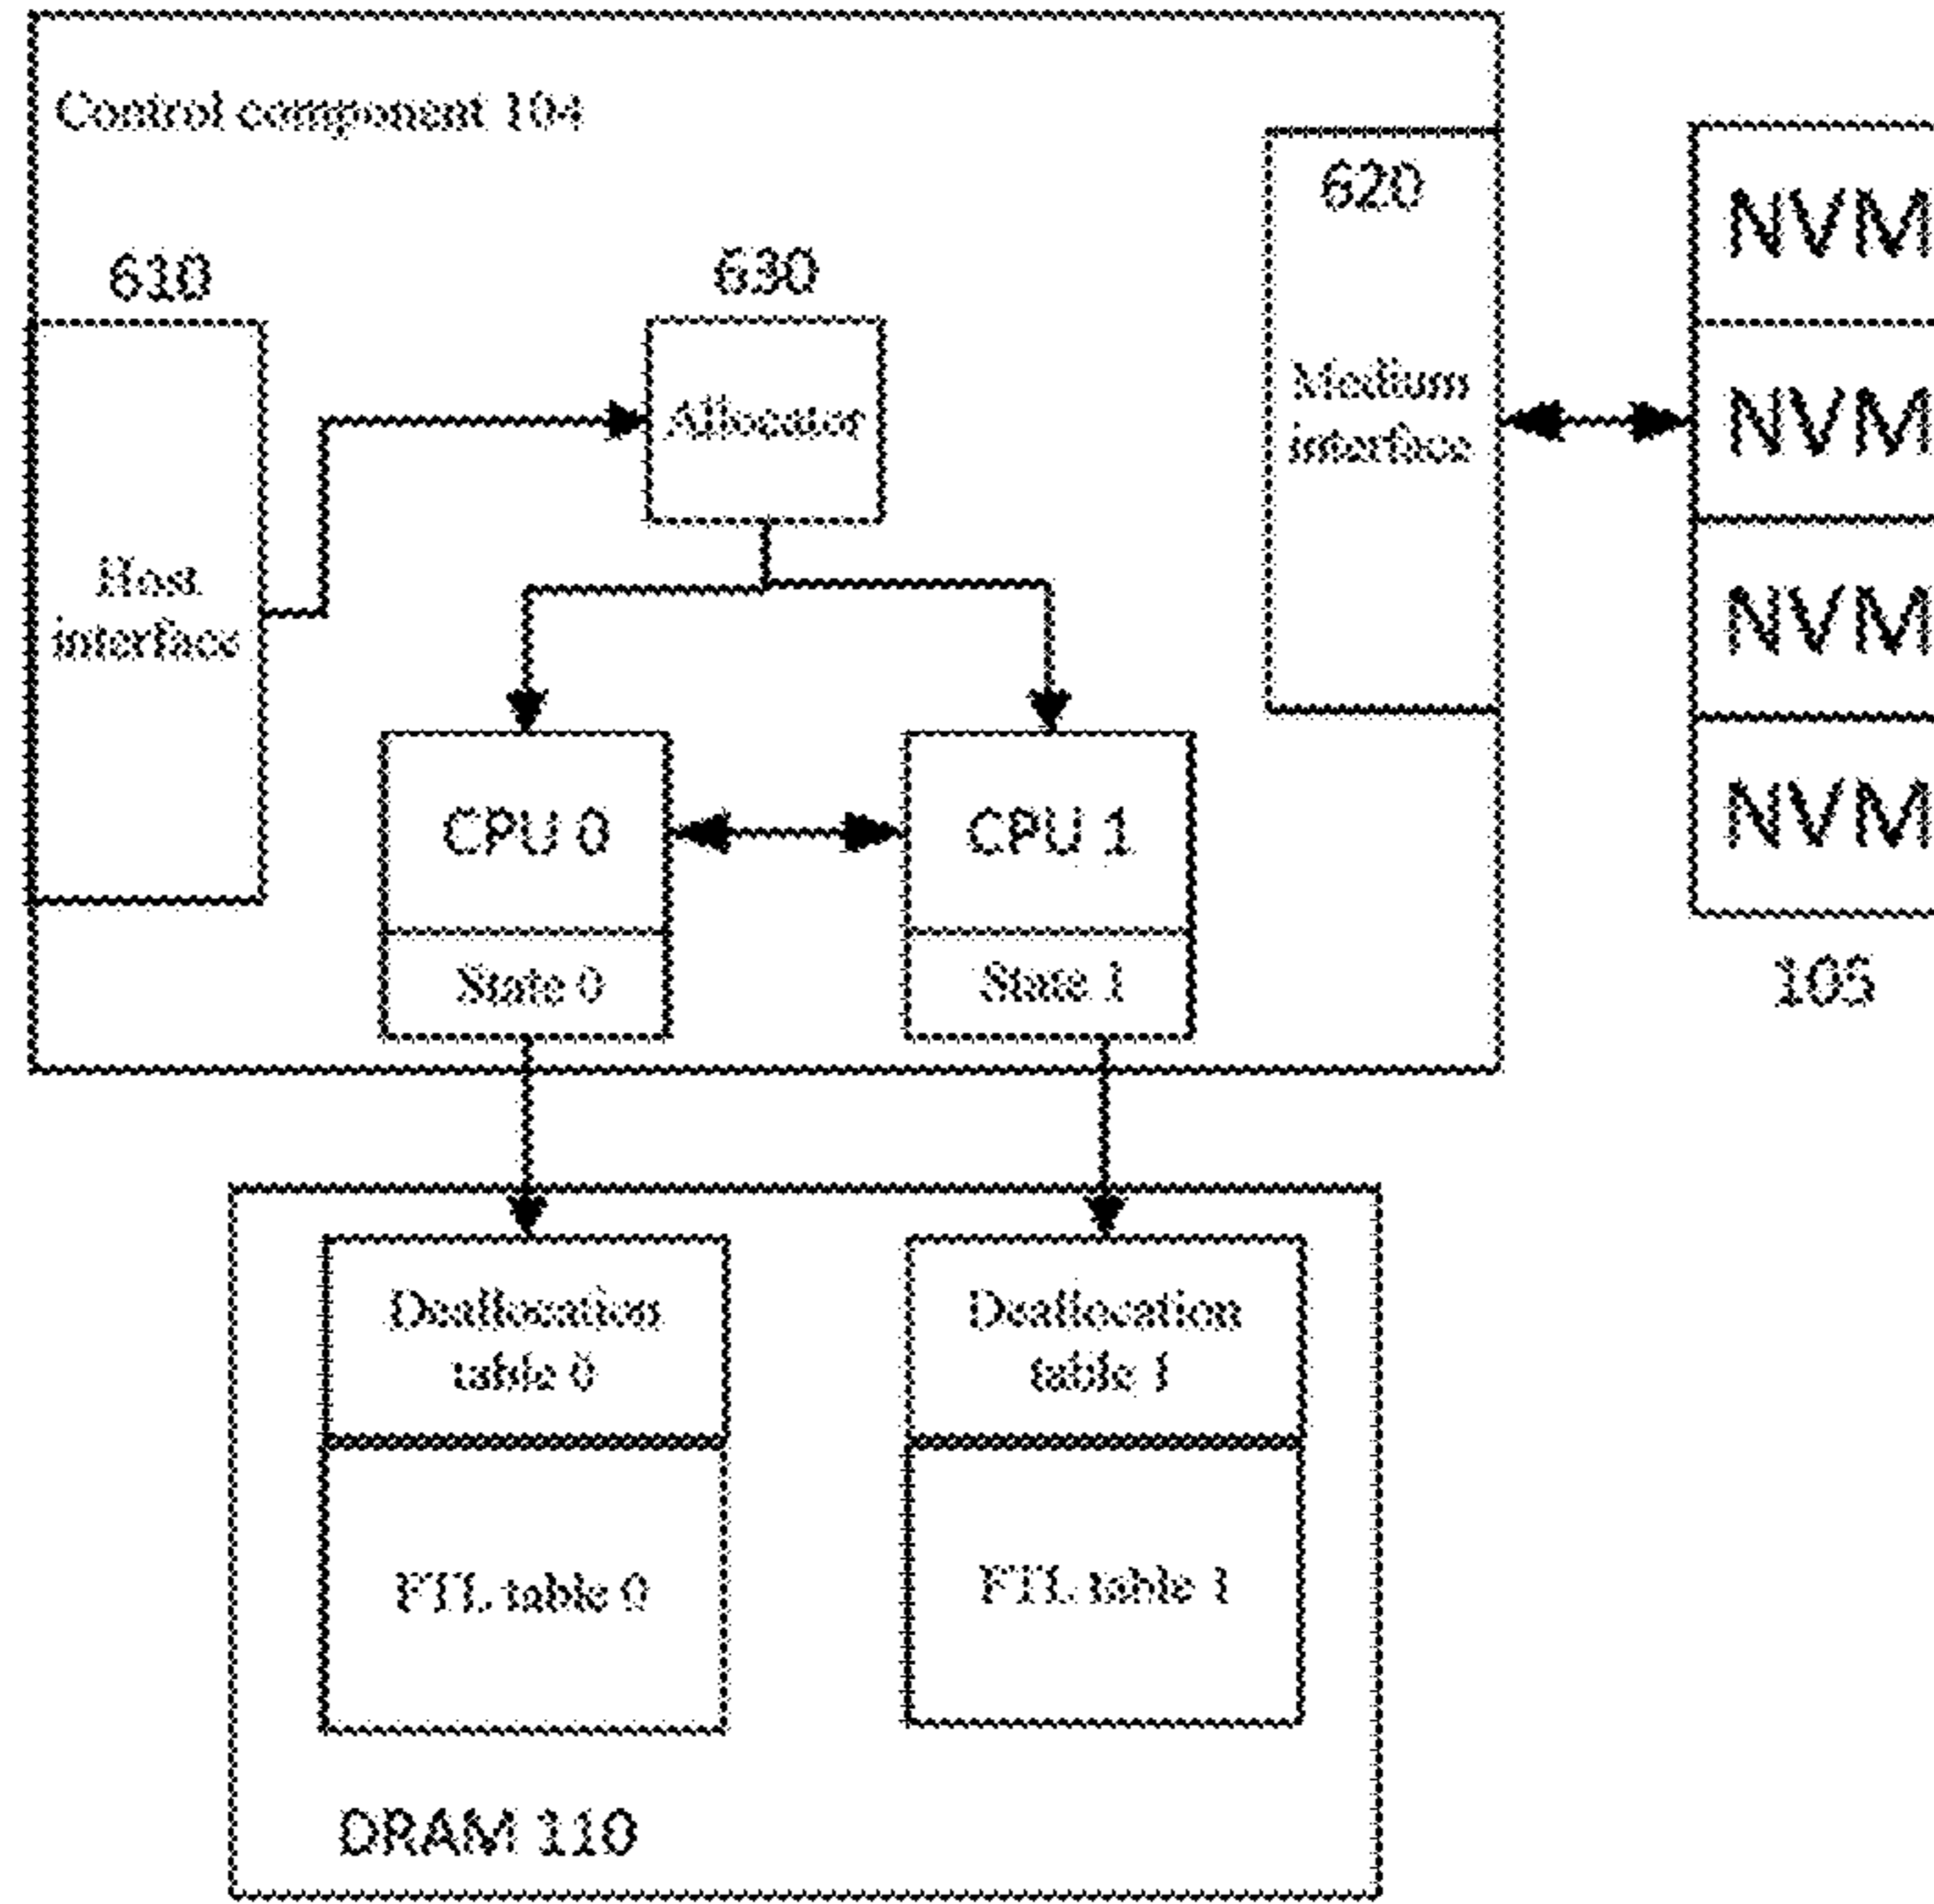 Control component 104
620
NVM
610
630
NVM
Medium
interface
Allocator
Host
interface
NVM
CPU 0
CPU 1
NVM
State 0
State 1
105
Deallocation
table 0
Deallocation
table 1
FTL table 0
FTL table 1
DRAM 110